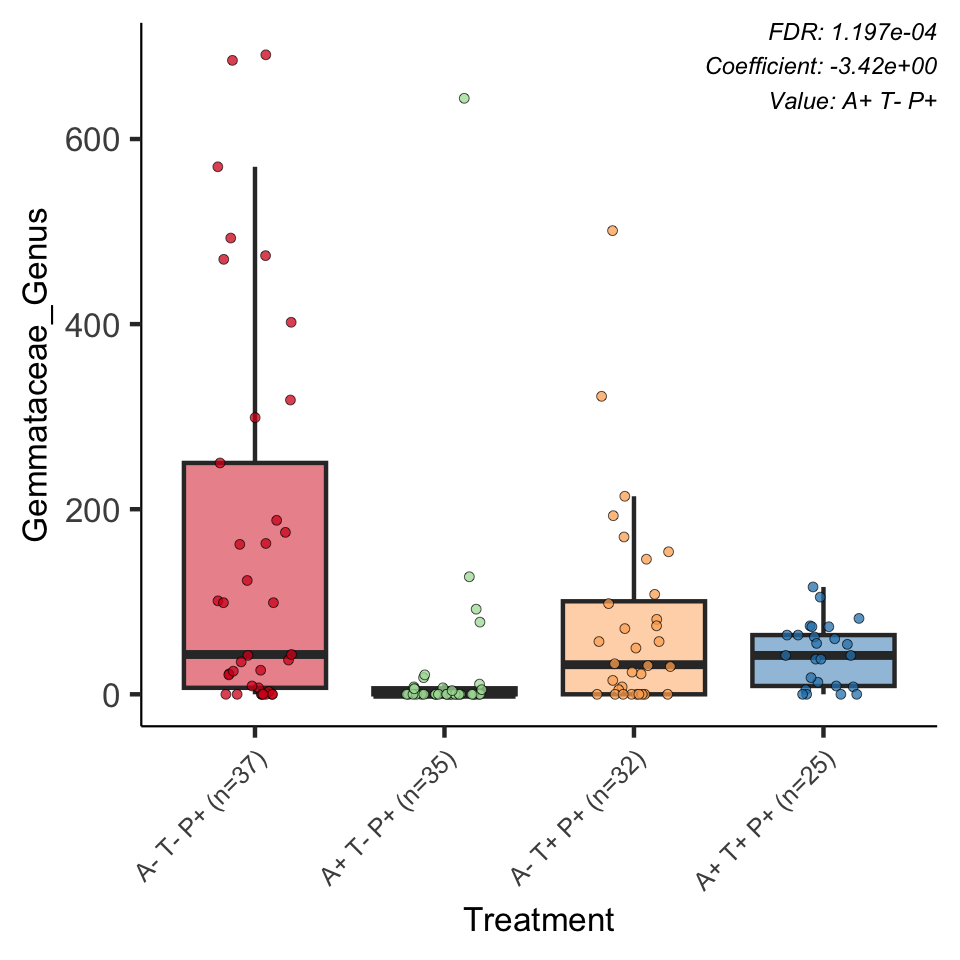 FDR: 1.197e-04
Coefficient: -3.42e+00
Value: A+ T- P+
Gemmataceae_Genus
600
400
200
0
A- T- P+ (n=37)
A+ T- P+ (n=35)
A- T+ P+ (n=32)
A+ T+ P+ (n=25)
Treatment